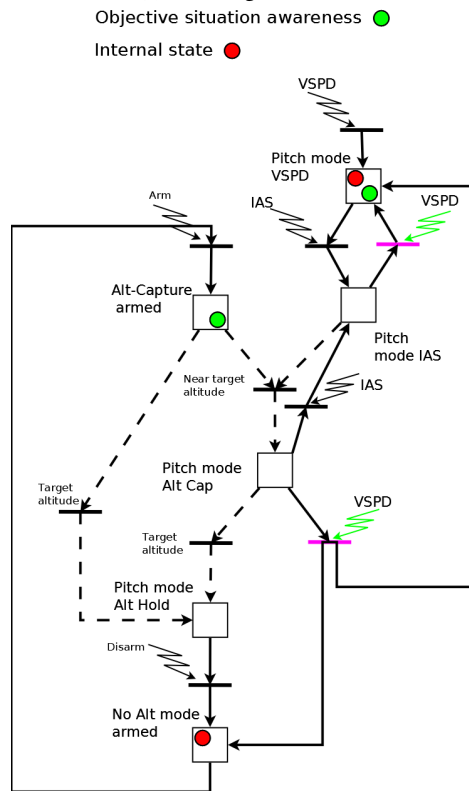 Objective situation awareness
Internal state
VSPD
Pitch mode
VSPD
Arm
IAS
VSPD
Alt-Capture
armed
Pitch
mode IAS
Near target
altitude
IAS
Pitch mode
Alt Cap
Target
altitude
VSPD
Target
altitude
Pitch mode
Alt Hold
Disarm
No Alt mode
armed